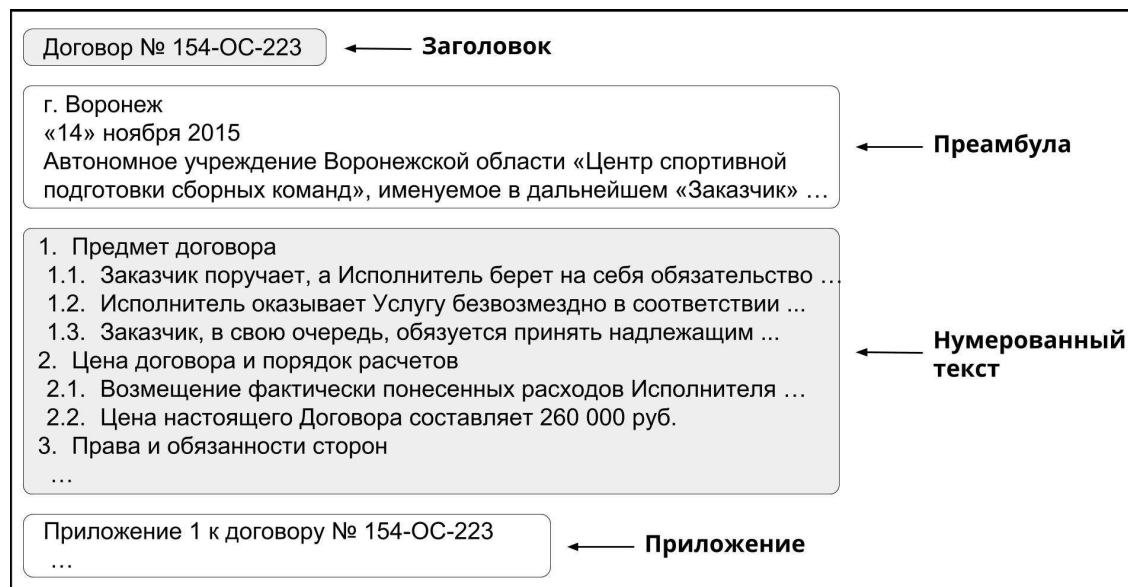 Договор № 154-ОС-223
Заголовок
г. Воронеж
«14» ноября 2015
Автономное учреждение Воронежской области «Центр спортивной
подготовки сборных команд», именуемое в дальнейшем «Заказчик» …
Преамбула
1. Предмет договора
1.1. Заказчик поручает, а Исполнитель берет на себя обязательство …
1.2. Исполнитель оказывает Услугу безвозмездно в соответствии ...
1.3. Заказчик, в свою очередь, обязуется принять надлежащим ...
2. Цена договора и порядок расчетов
2.1. Возмещение фактически понесенных расходов Исполнителя …
2.2. Цена настоящего Договора составляет 260 000 руб.
3. Права и обязанности сторон
…
Нумерованный
текст
Приложение 1 к договору № 154-ОС-223
…
Приложение